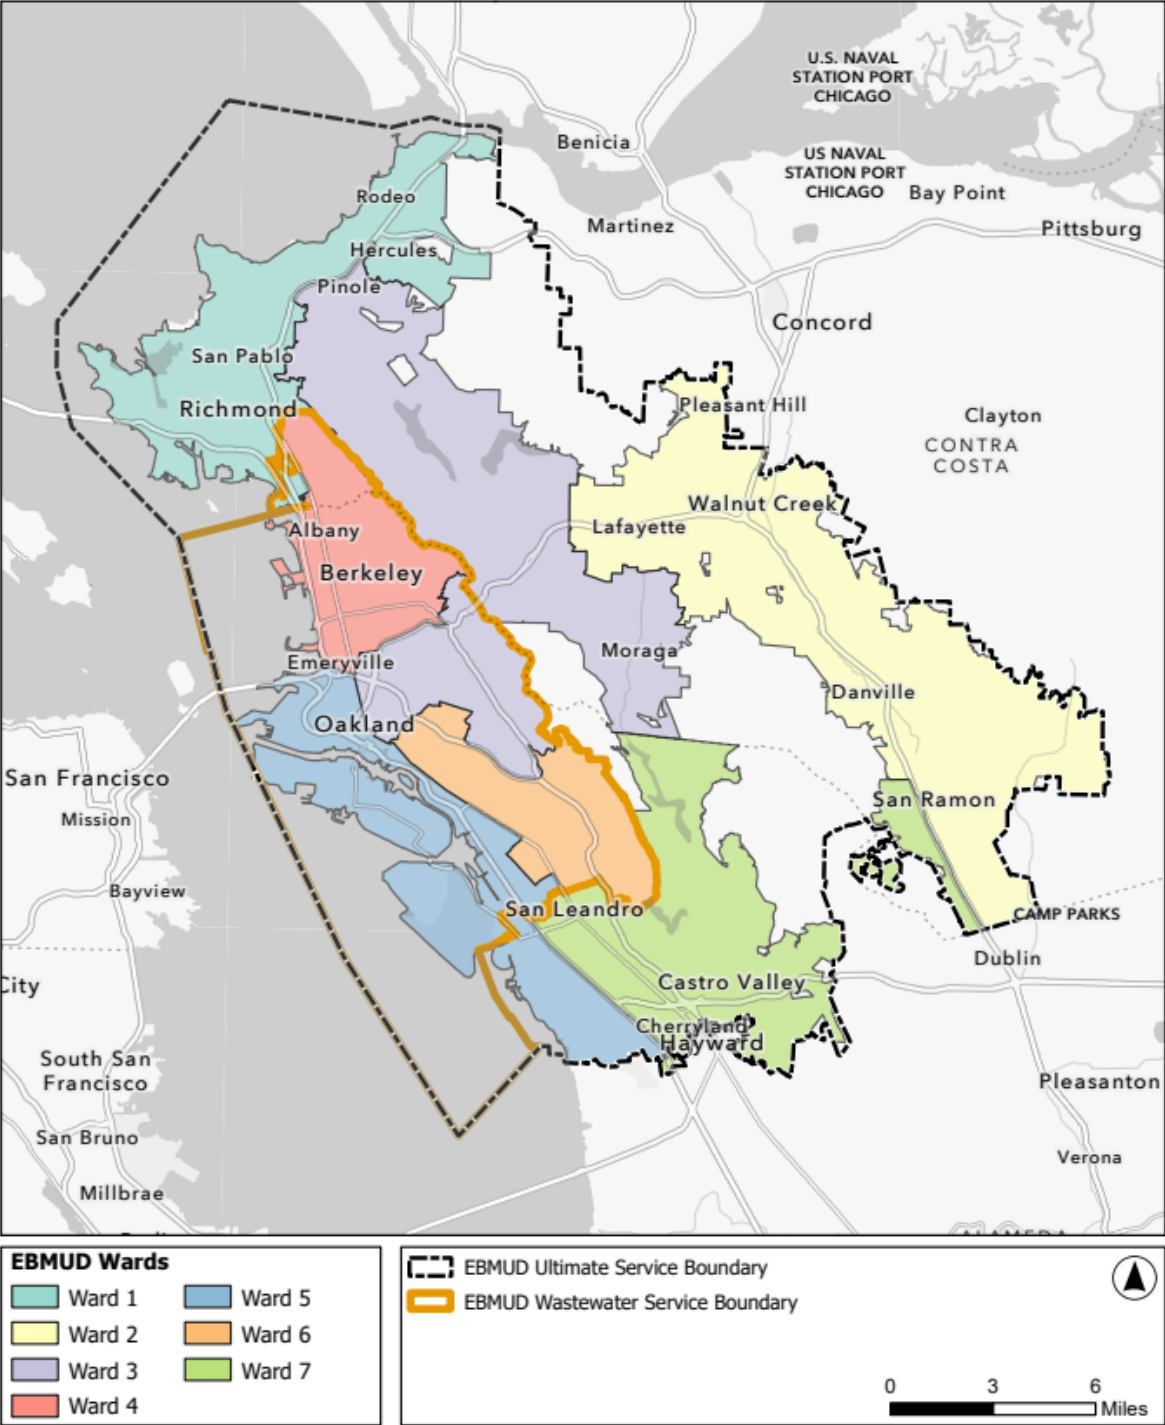 U.S. NAVAL
STATION PORT
CHICAGO
Benicia
US NAVAL
STATION PORT
CHICAGO
Bay Point
Rodeo
Martinez
Pittsburg
Hercules
Pinole
Concord
San Pablo
Richmond
Pleasant Hill
Clayton
CONTRA
COSTA
Walnut Creek
Lafayette
Albany
Berkeley
Moraga
Emeryville
Danville
Oakland
San Francisco
San Ramon
Mission
Bayview
San Leandro
CAMP PARKS
Dublin
City
Castro Valley
Cherryland
Hayward
South San
Francisco
Pleasanton
San Bruno
Verona
Millbrae
EBMUD Wards
Ward 1
Ward 2
Ward 3
Ward 4
Ward 5
Ward 6
Ward 7
EBMUD Ultimate Service Boundary
EBMUD Wastewater Service Boundary
0 3 6
Miles